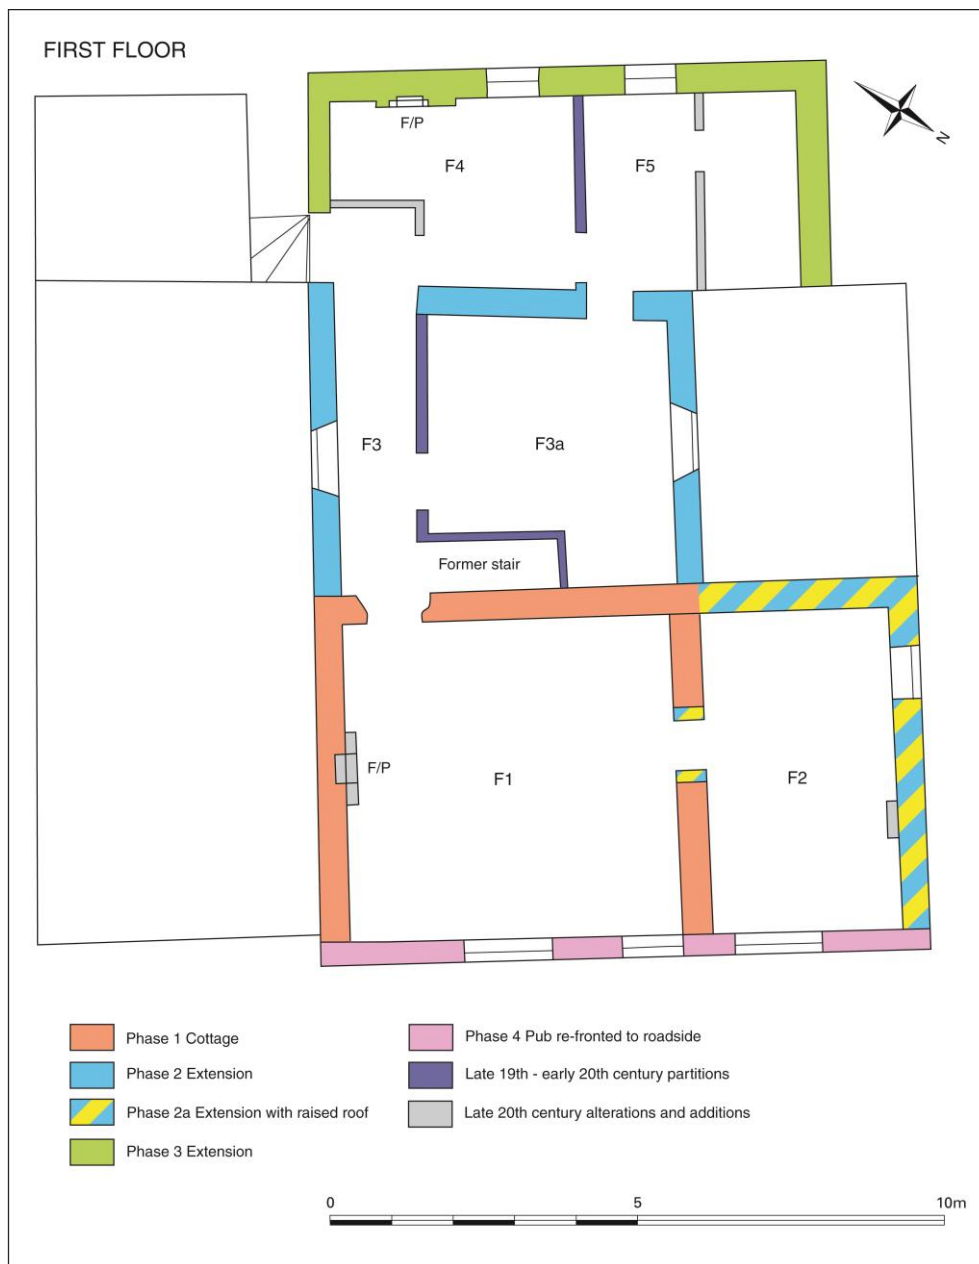 FIRST FLOOR
N
F/P
F4
F5
F3
F3a
Former stair
F/P
F1
F2
Phase 1 Cottage
Phase 2 Extension
Phase 2a Extension with raised roof
Phase 3 Extension
Phase 4 Pub re-fronted to roadside
Late 19th - early 20th century partitions
Late 20th century alterations and additions
0 5 10m